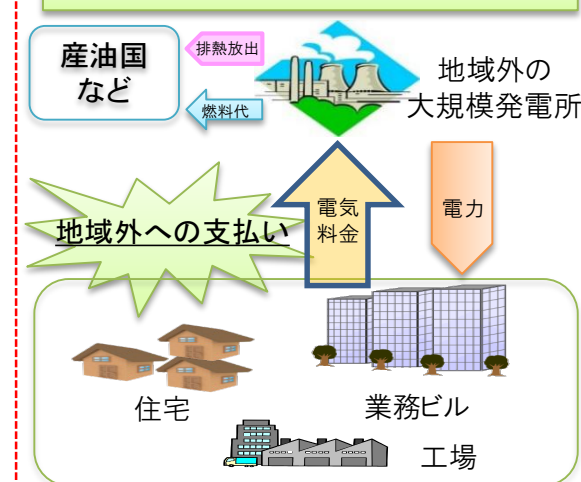 産油国
など
排熱放出
燃料代
地域外の
大規模発電所
地域外への支払い
電気
料金
電力
住宅
業務ビル
工場